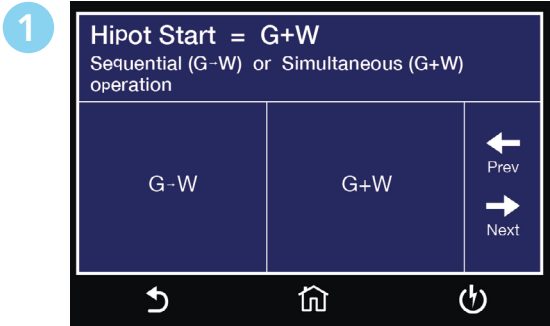 1
Hipot Start = G+W
Sequential (G→W) or Simultaneous (G+W)
operation
G→W
G+W
Prev
Next